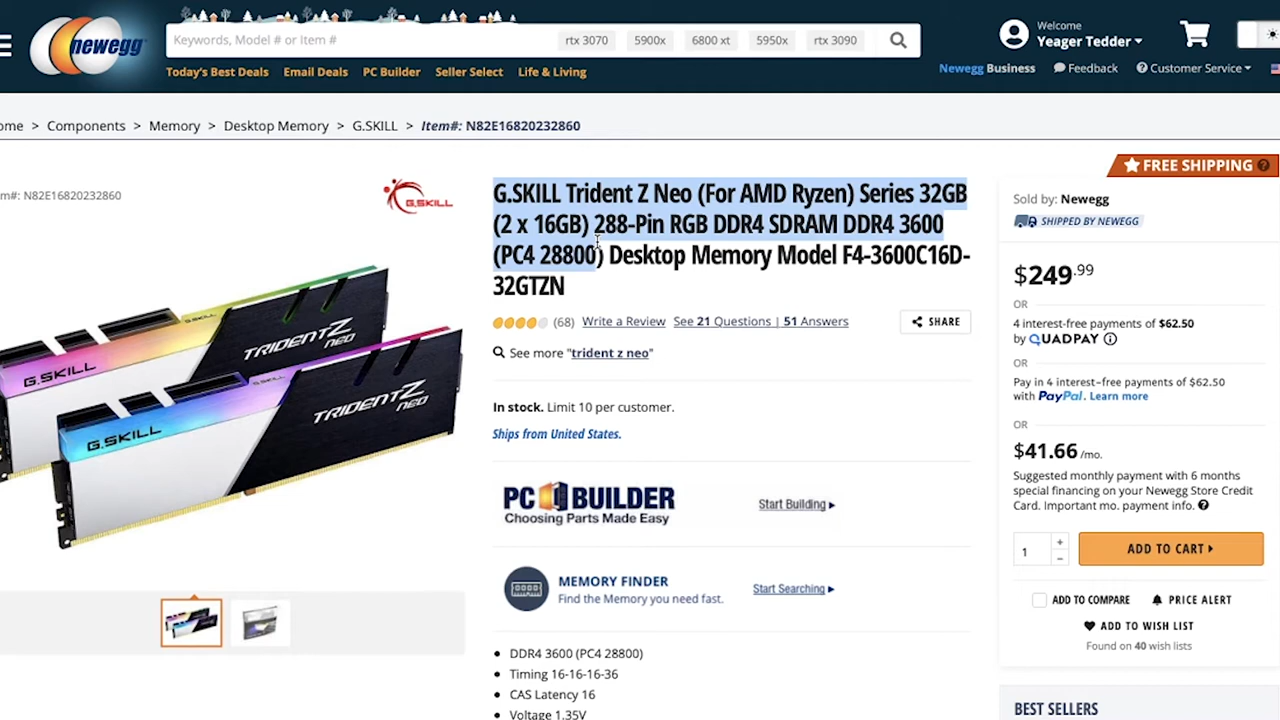 newegg
Keywords, Model # or Item #
rtx 3070
5900x
6800 xt
5950x
rtx 3090
Welcome
Yeager Tedder
Today's Best Deals
Email Deals
PC Builder
Seller Select
Life & Living
Newegg Business
Feedback
Customer Service
ome > Components > Memory > Desktop Memory > G.SKILL > Item#: N82E16820232860
FREE SHIPPING
m#: N82E16820232860
G.SKILL
G.SKILL Trident Z Neo (For AMD Ryzen) Series 32GB
(2 x 16GB) 288-Pin RGB DDR4 SDRAM DDR4 3600
(PC4 28800) Desktop Memory Model F4-3600C16D-
32GTZN
(68) Write a Review See 21 Questions | 51 Answers
SHARE
See more "trident z neo"
In stock. Limit 10 per customer.
Ships from United States.
PC BUILDER
Choosing Parts Made Easy
Start Building
MEMORY FINDER
Find the Memory you need fast.
Start Searching
DDR4 3600 (PC4 28800)
Timing 16-16-16-36
CAS Latency 16
Voltage 1.35V
G.SKILL
TRIDENTZ
NEO
G.SKILL
TRIDENTZ
NEO
Sold by: Newegg
SHIPPED BY NEWEGG
$249.99
OR
4 interest-free payments of $62.50
by QUADPAY
OR
Pay in 4 interest-free payments of $62.50
with PayPal. Learn more
OR
$41.66 /mo.
Suggested monthly payment with 6 months
special financing on your Newegg Store Credit
Card. Important mo. payment info.
1
+
−
ADD TO CART
ADD TO COMPARE
PRICE ALERT
ADD TO WISH LIST
Found on 40 wish lists
BEST SELLERS